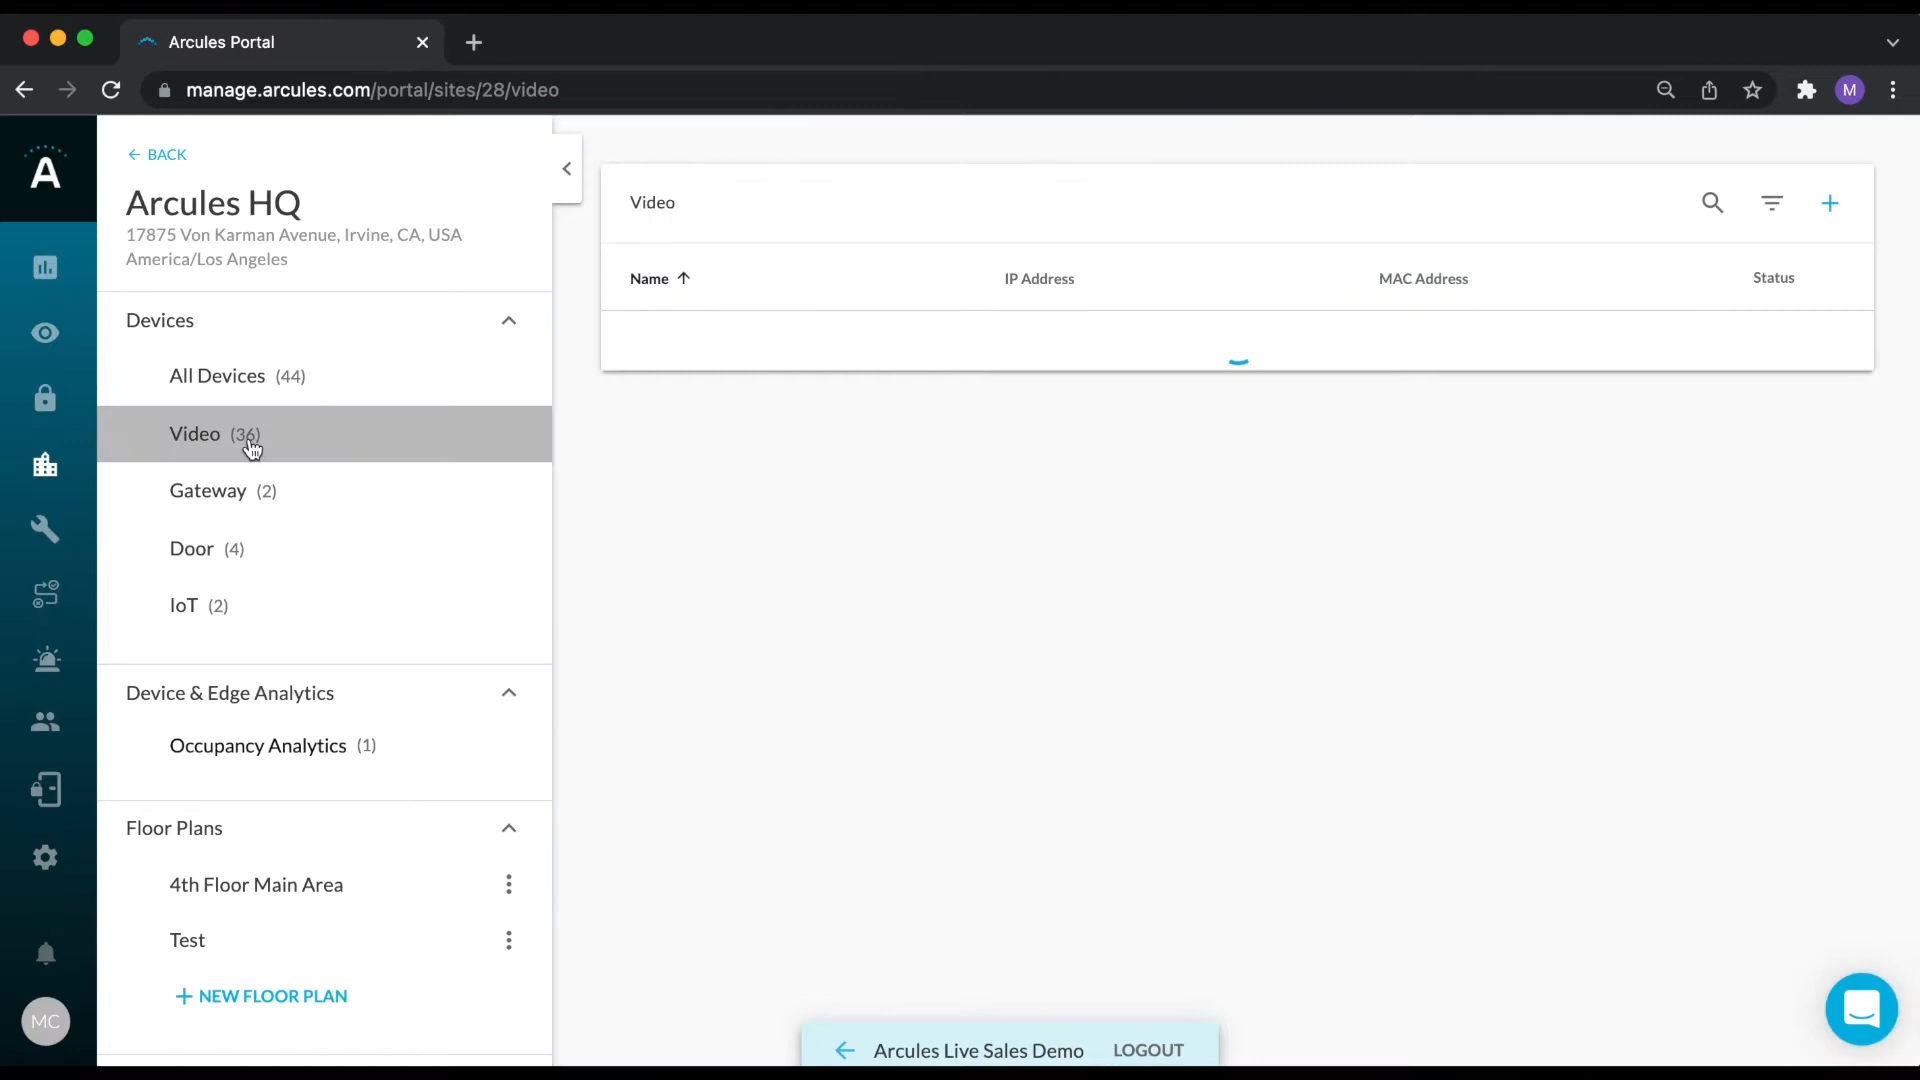 Arcules Portal
manage.arcules.com/portal/sites/28/video
M
A
BACK
Arcules HQ
17875 Von Karman Avenue, Irvine, CA, USA
America/Los Angeles
Devices
All Devices (44)
Video (36)
Gateway (2)
Door (4)
IoT (2)
Device & Edge Analytics
Occupancy Analytics (1)
Floor Plans
4th Floor Main Area
Test
NEW FLOOR PLAN
MC
Video
Name IP Address MAC Address Status
Arcules Live Sales Demo LOGOUT